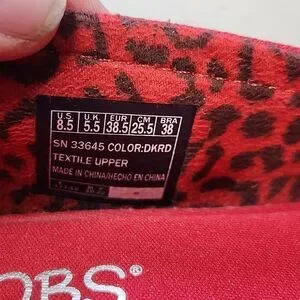 U.S. U.K. EUR CM BRA
8.5 5.5 38.5 25.5 38
SN 33645 COLOR:DKRD
TEXTILE UPPER
MADE IN CHINA/HECHO EN CHINA
OBS®